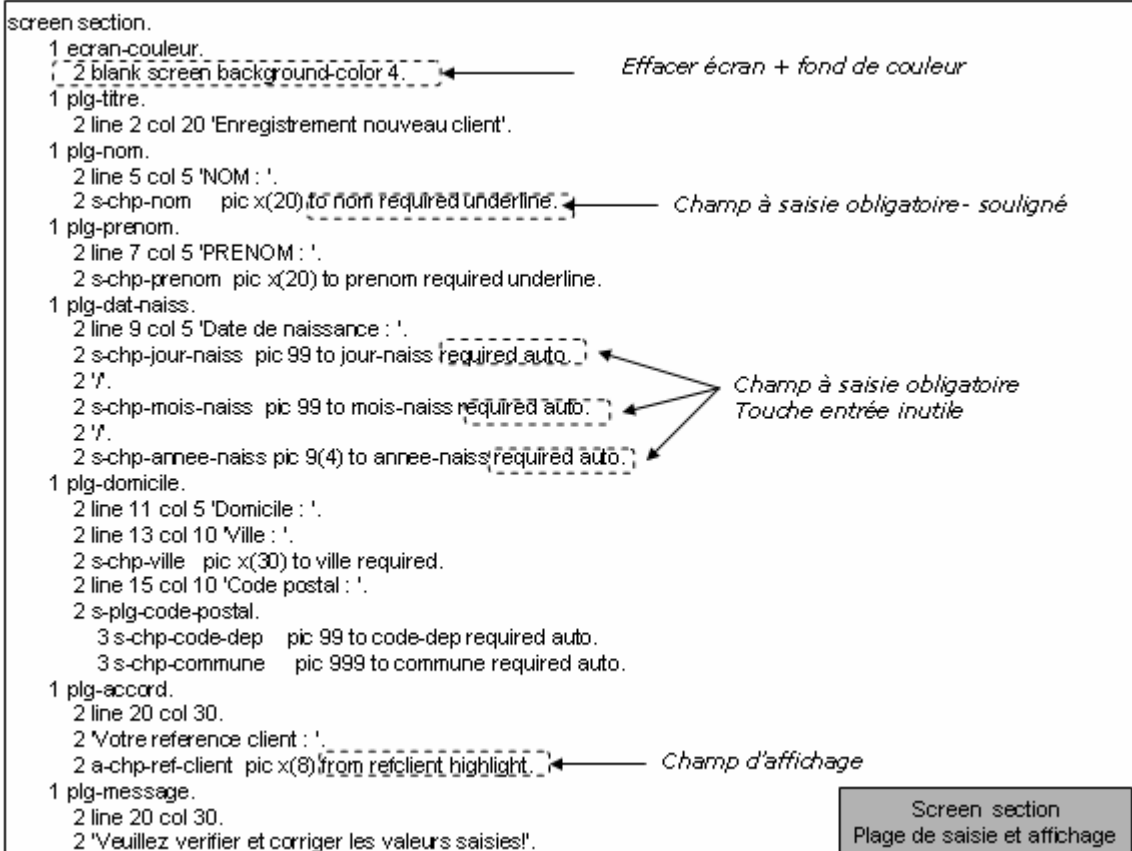 screen section.
1 ecran-couleur.
2 blank screen background-color 4.
Effacer écran + fond de couleur
1 plg-titre.
2 line 2 col 20 'Enregistrement nouveau client'.
1 plg-nom.
2 line 5 col 5 'NOM : '.
2 s-chp-nom pic x(20) to nom required underline.
Champ à saisie obligatoire- souligné
1 plg-prenom.
2 line 7 col 5 'PRENOM : '.
2 s-chp-prenom pic x(20) to prenom required underline.
1 plg-dat-naiss.
2 line 9 col 5 'Date de naissance : '.
2 s-chp-jour-naiss pic 99 to jour-naiss required auto.
2 '/'.
Champ à saisie obligatoire
Touche entrée inutile
2 s-chp-mois-naiss pic 99 to mois-naiss required auto.
2 '/'.
2 s-chp-annee-naiss pic 9(4) to annee-naiss required auto.
1 plg-domicile.
2 line 11 col 5 'Domicile : '.
2 line 13 col 10 'Ville : '.
2 s-chp-ville pic x(30) to ville required.
2 line 15 col 10 'Code postal : '.
2 s-plg-code-postal.
3 s-chp-code-dep pic 99 to code-dep required auto.
3 s-chp-commune pic 999 to commune required auto.
1 plg-accord.
2 line 20 col 30.
2 'Votre reference client : '.
2 a-chp-ref-client pic x(8) from refclient highlight.
Champ d'affichage
1 plg-message.
2 line 20 col 30.
2 'Veuillez verifier et corriger les valeurs saisies!'.
Screen section
Plage de saisie et affichage